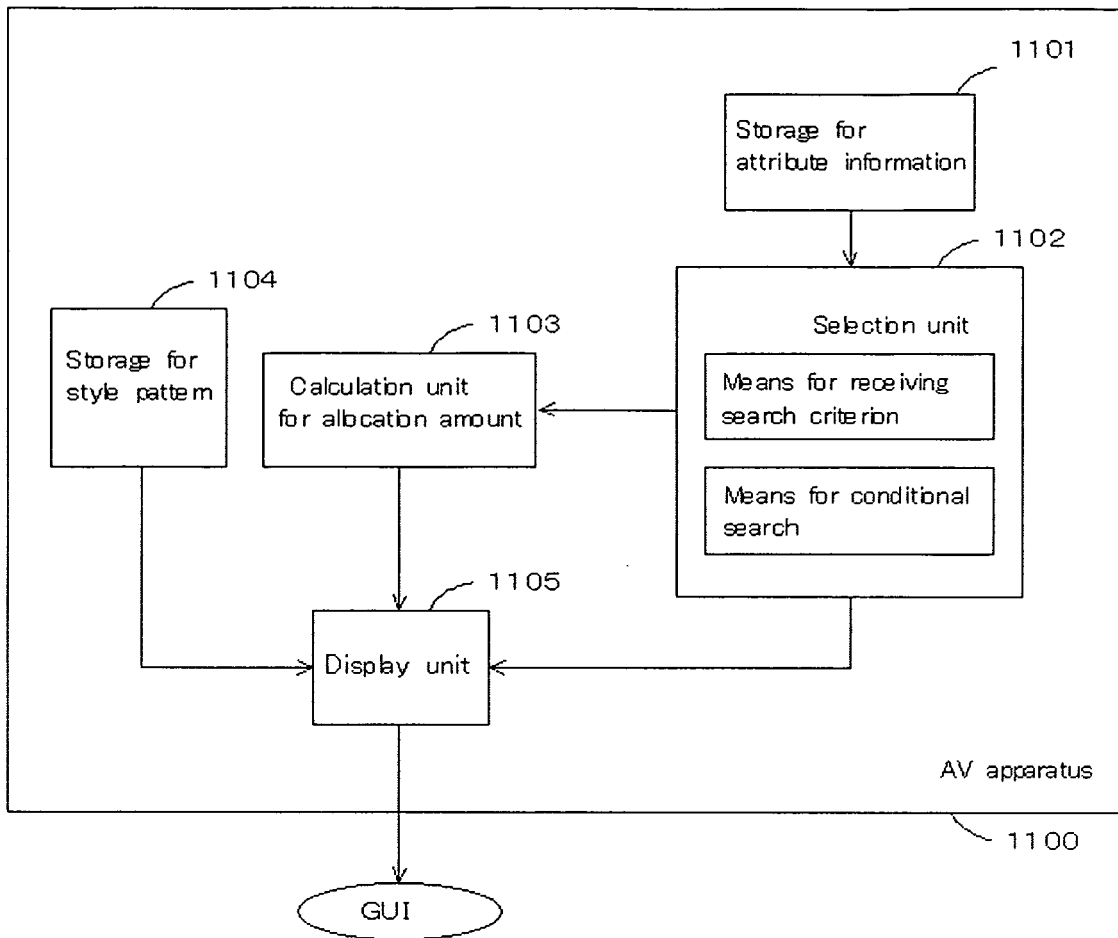 1101
Storage for
attribute information
1102
1104
1103
Selection unit
Storage for
style pattern
Calculation unit
for allocation amount
Means for receiving
search criterion
Means for conditional
search
1105
Display unit
AV apparatus
1100
GUI